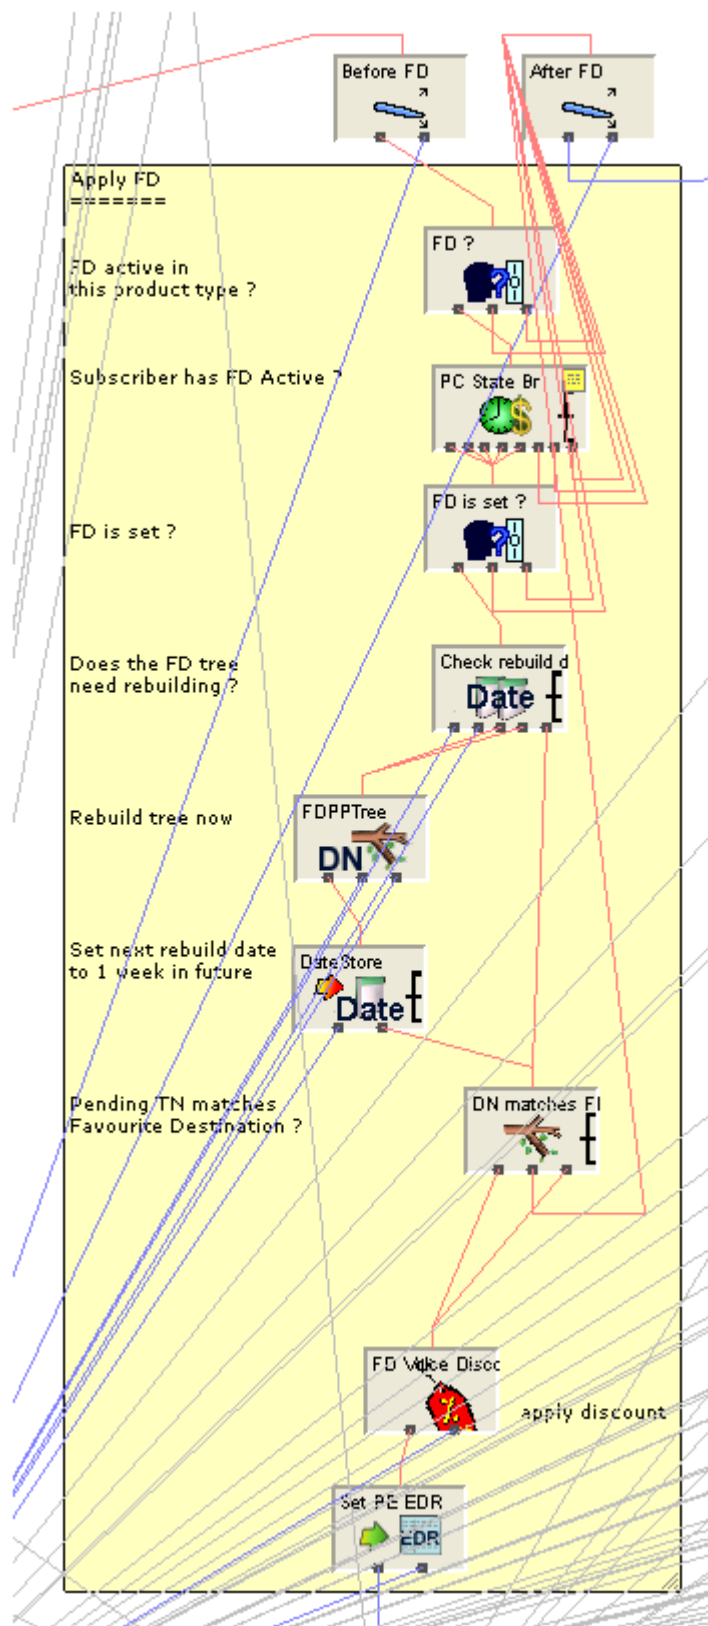 Before FD
After FD
Apply FD
=======
FD ?
FD active in
this product type ?
Subscriber has FD Active ?
PC State Br
FD is set ?
FD is set ?
Does the FD tree
need rebuilding ?
Check rebuild d
Date
Rebuild tree now
FDPPTree
DN
Set next rebuild date
to 1 week in future
DateStore
Date
Pending TN matches
Favourite Destination ?
DN matches FI
FD Voice Disco
apply discount
Set PE EDR
EDR